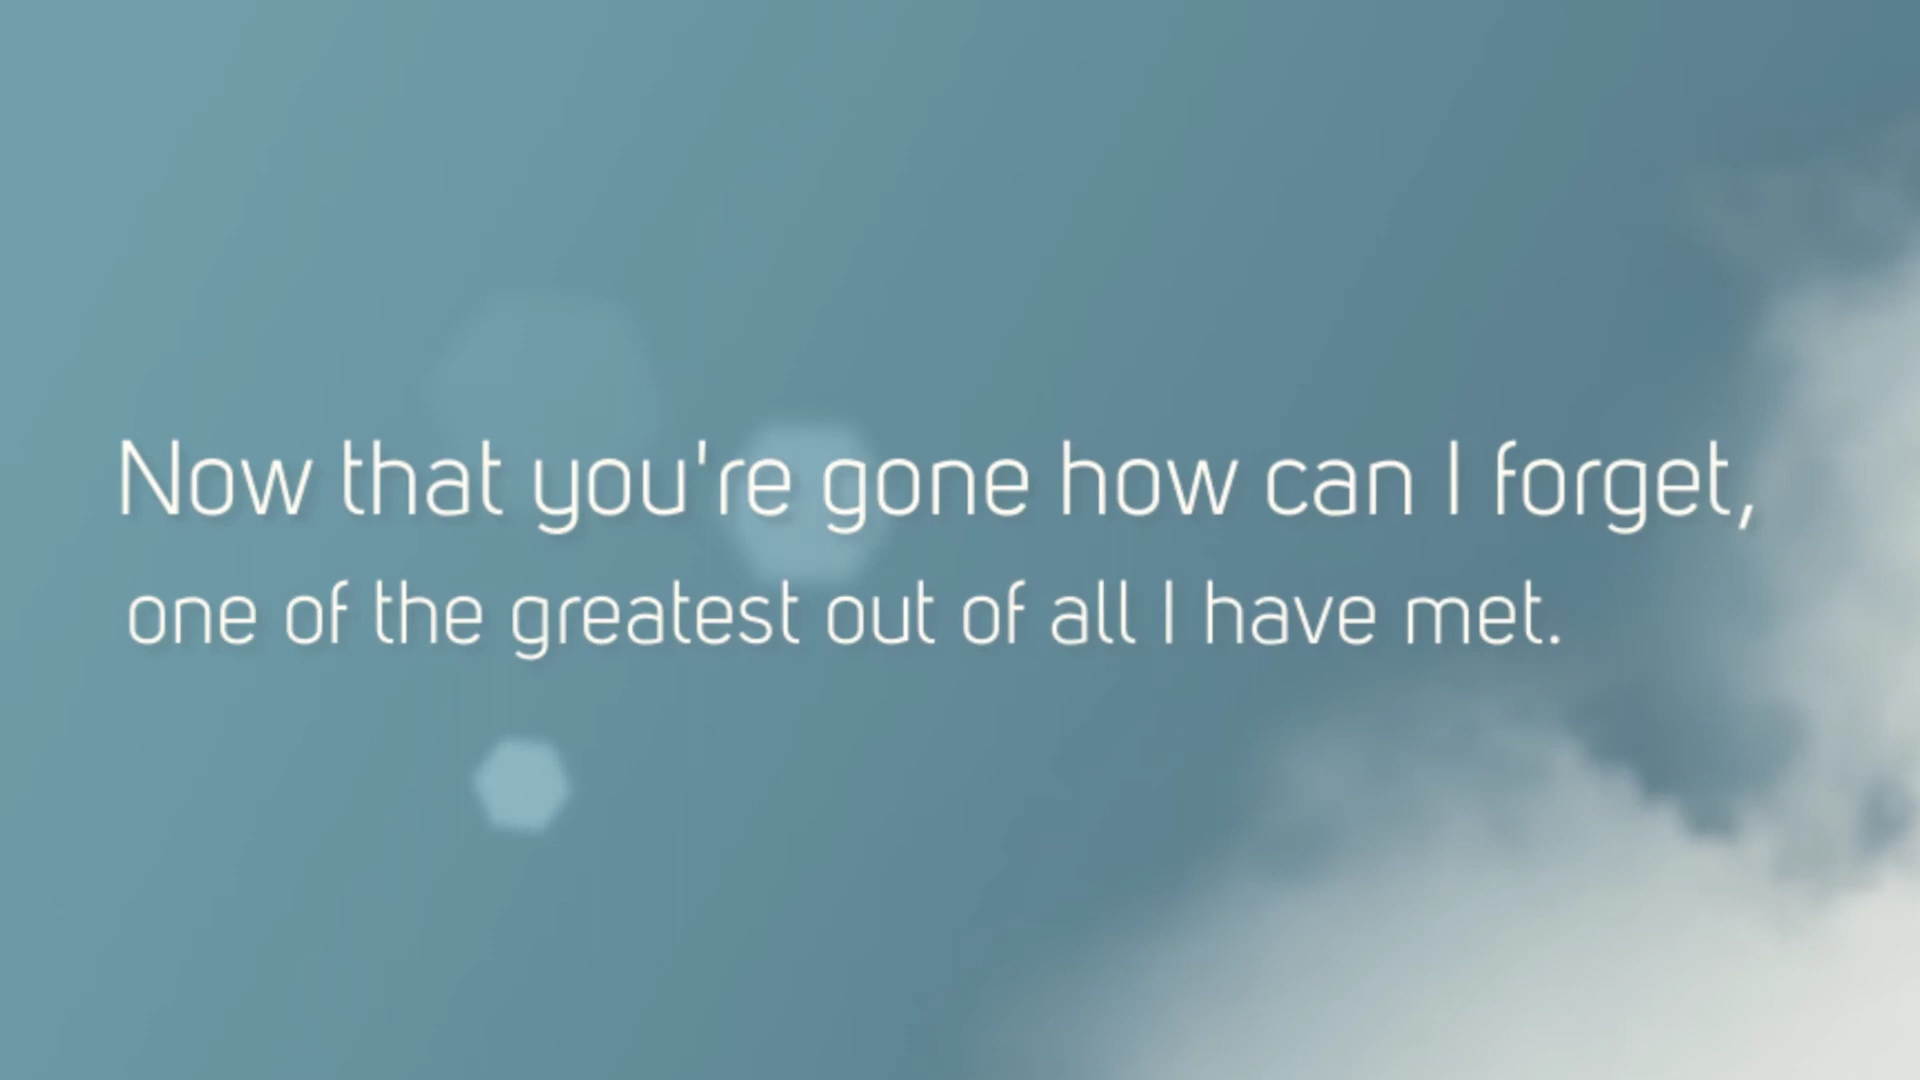 Now that you're gone how can I forget,
one of the greatest out of all I have met.